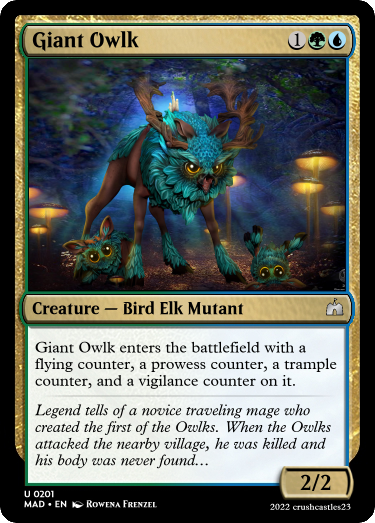 Giant Owlk 1
Creature — Bird Elk Mutant
Giant Owlk enters the battlefield with a
flying counter, a prowess counter, a trample
counter, and a vigilance counter on it.
Legend tells of a novice traveling mage who
created the first of the Owlks. When the Owlks
attacked the nearby village, he was killed and
his body was never found…
2/2
U 0201
MAD • EN Rowena Frenzel
2022 crushcastles23